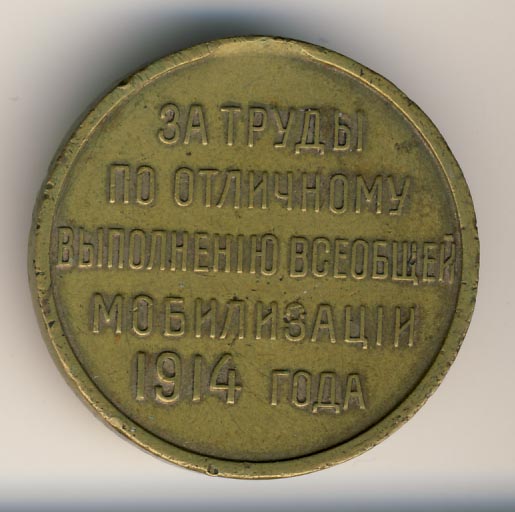 ЗА ТРУДЫ
ПО ОТЛИЧНОМУ
ВЫПОЛНЕНІЮ ВСЕОБЩЕЙ
МОБИЛИЗАЦІИ
1914 ГОДА